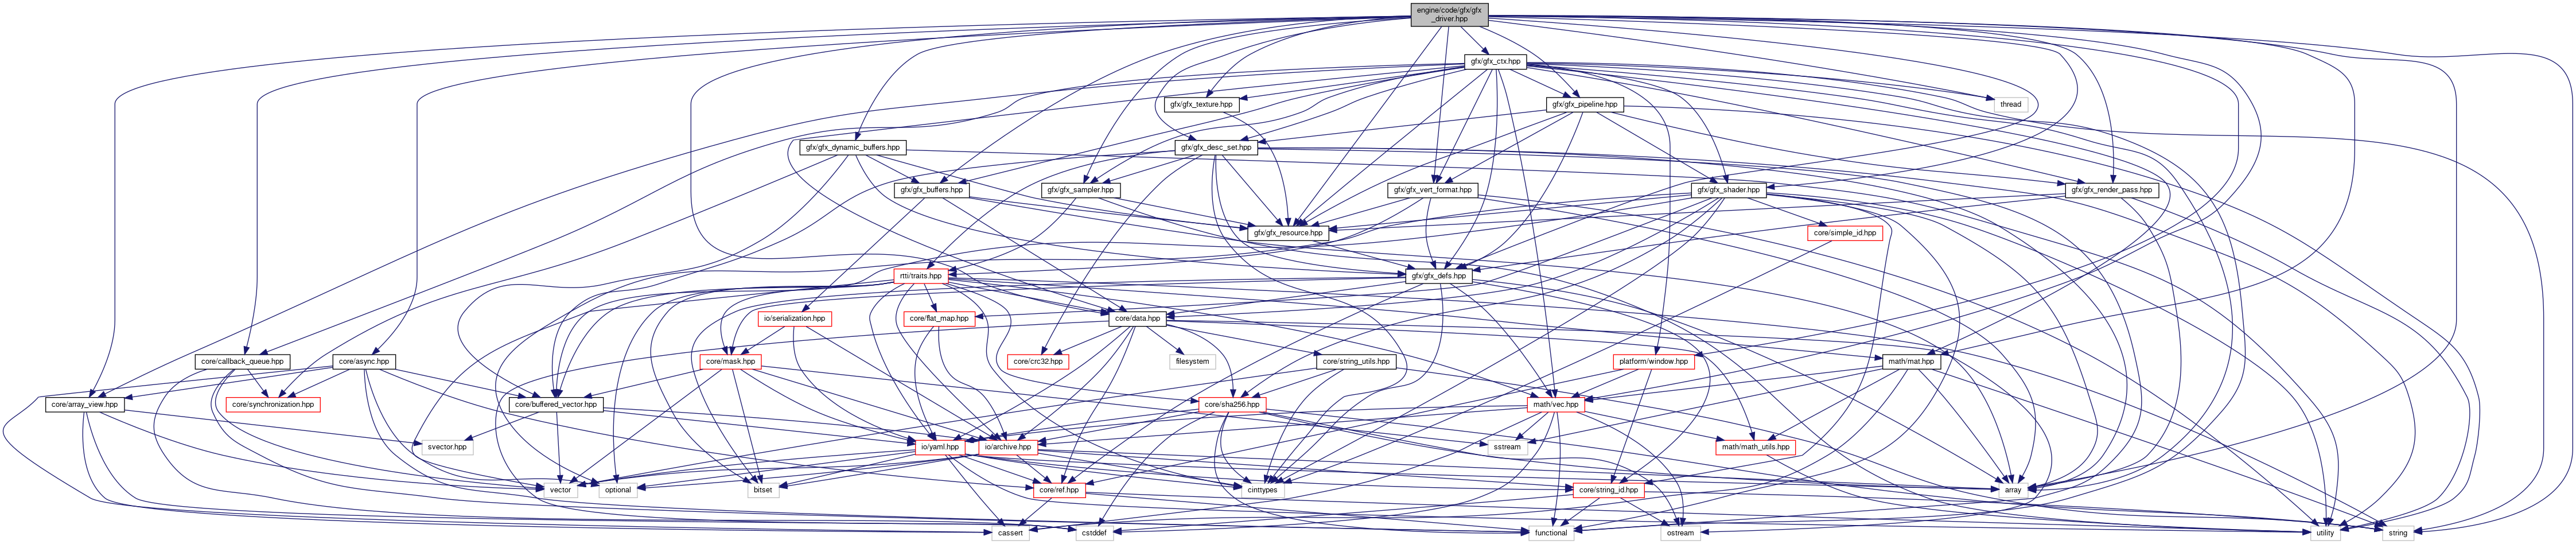 engine/code/gfx/gfx
_driver.hpp
gfx/gfx_ctx.hpp
gfx/gfx_texture.hpp
gfx/gfx_pipeline.hpp
thread
gfx/gfx_dynamic_buffers.hpp
gfx/gfx_desc_set.hpp
gfx/gfx_buffers.hpp
gfx/gfx_sampler.hpp
gfx/gfx_vert_format.hpp
gfx/gfx_shader.hpp
gfx/gfx_render_pass.hpp
gfx/gfx_resource.hpp
core/simple_id.hpp
rtti/traits.hpp
gfx/gfx_defs.hpp
io/serialization.hpp
core/flat_map.hpp
core/data.hpp
core/callback_queue.hpp
core/async.hpp
core/mask.hpp
core/crc32.hpp
filesystem
core/string_utils.hpp
platform/window.hpp
math/mat.hpp
core/array_view.hpp
core/synchronization.hpp
core/buffered_vector.hpp
core/sha256.hpp
math/vec.hpp
svector.hpp
io/yaml.hpp
io/archive.hpp
sstream
math/math_utils.hpp
vector
optional
bitset
core/ref.hpp
cinttypes
core/string_id.hpp
array
cassert
cstddef
functional
ostream
utility
string